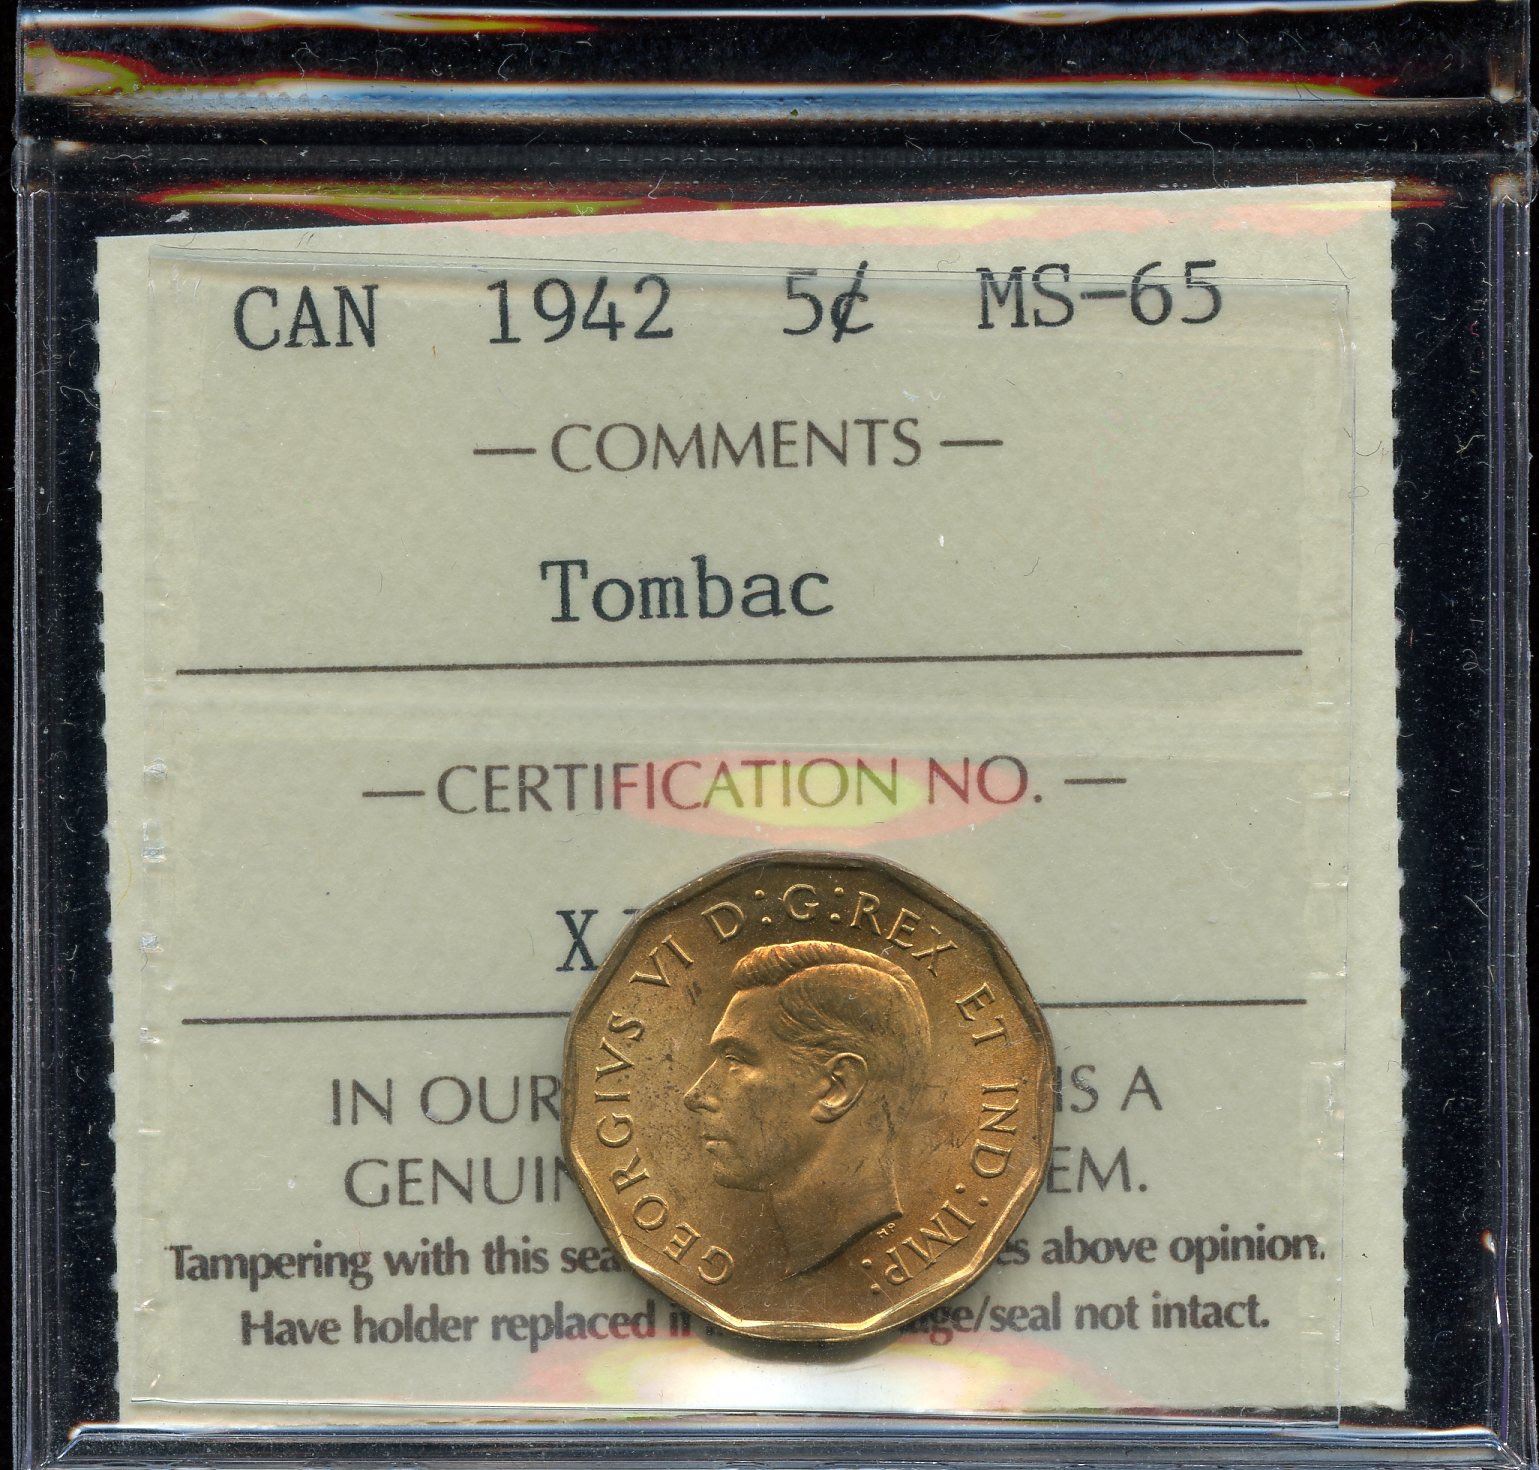 CAN 1942 5¢ MS-65
— COMMENTS —
Tombac
— CERTIFICATION NO. —
X
GEORGIVS VI D:G:REX ET IND:IMP:
HP
IN OUR IS A
GENUIN EM.
Tampering with this sea es above opinion.
Have holder replaced i ge/seal not intact.